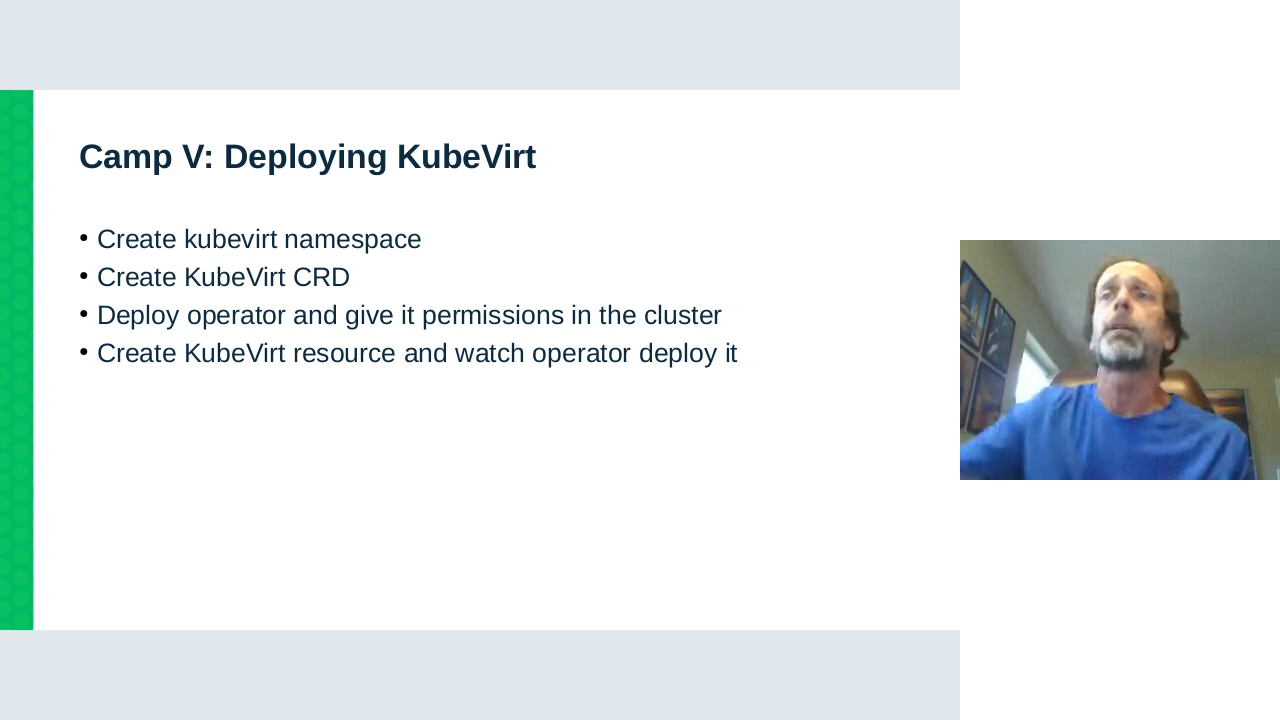 Camp V: Deploying KubeVirt
• Create kubevirt namespace
• Create KubeVirt CRD
• Deploy operator and give it permissions in the cluster
• Create KubeVirt resource and watch operator deploy it